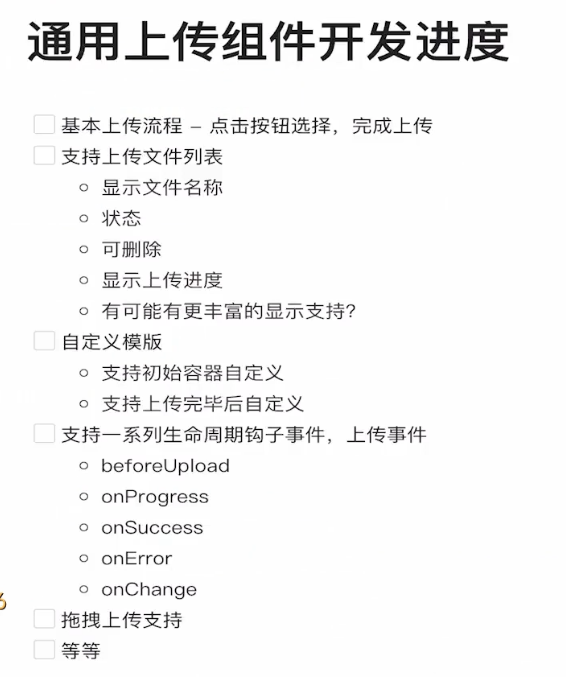 通用上传组件开发进度
基本上传流程 – 点击按钮选择，完成上传
支持上传文件列表
显示文件名称
状态
可删除
显示上传进度
有可能有更丰富的显示支持？
自定义模版
支持初始容器自定义
支持上传完毕后自定义
支持一系列生命周期钩子事件，上传事件
beforeUpload
onProgress
onSuccess
onError
onChange
拖拽上传支持
等等